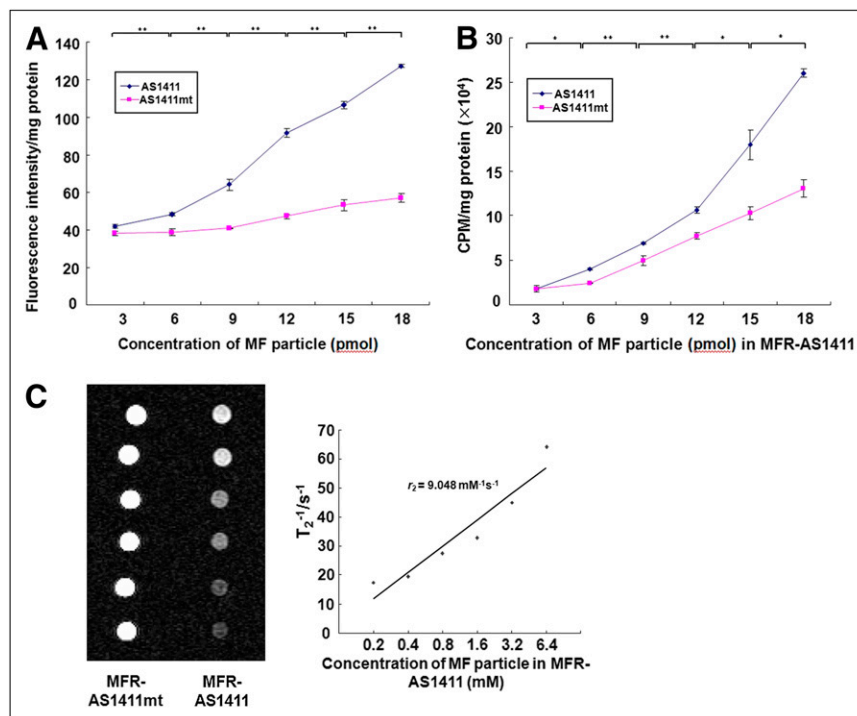 A
** ** ** ** **
Fluorescence intensity/mg protein
140
120
100
80
60
40
20
0
AS1411
AS1411mt
3 6 9 12 15 18
Concentration of MF particle (pmol)
B
* ** ** * *
CPM/mg protein (×10⁴)
30
25
20
15
10
5
0
AS1411
AS1411mt
3 6 9 12 15 18
Concentration of MF particle (pmol) in MFR-AS1411
C
MFR-
AS1411mt
MFR-
AS1411
T₂⁻¹/s⁻¹
70
60
50
40
30
20
10
0
r₂ = 9.048 mM⁻¹s⁻¹
0.2 0.4 0.8 1.6 3.2 6.4
Concentration of MF particle in MFR-
AS1411 (mM)